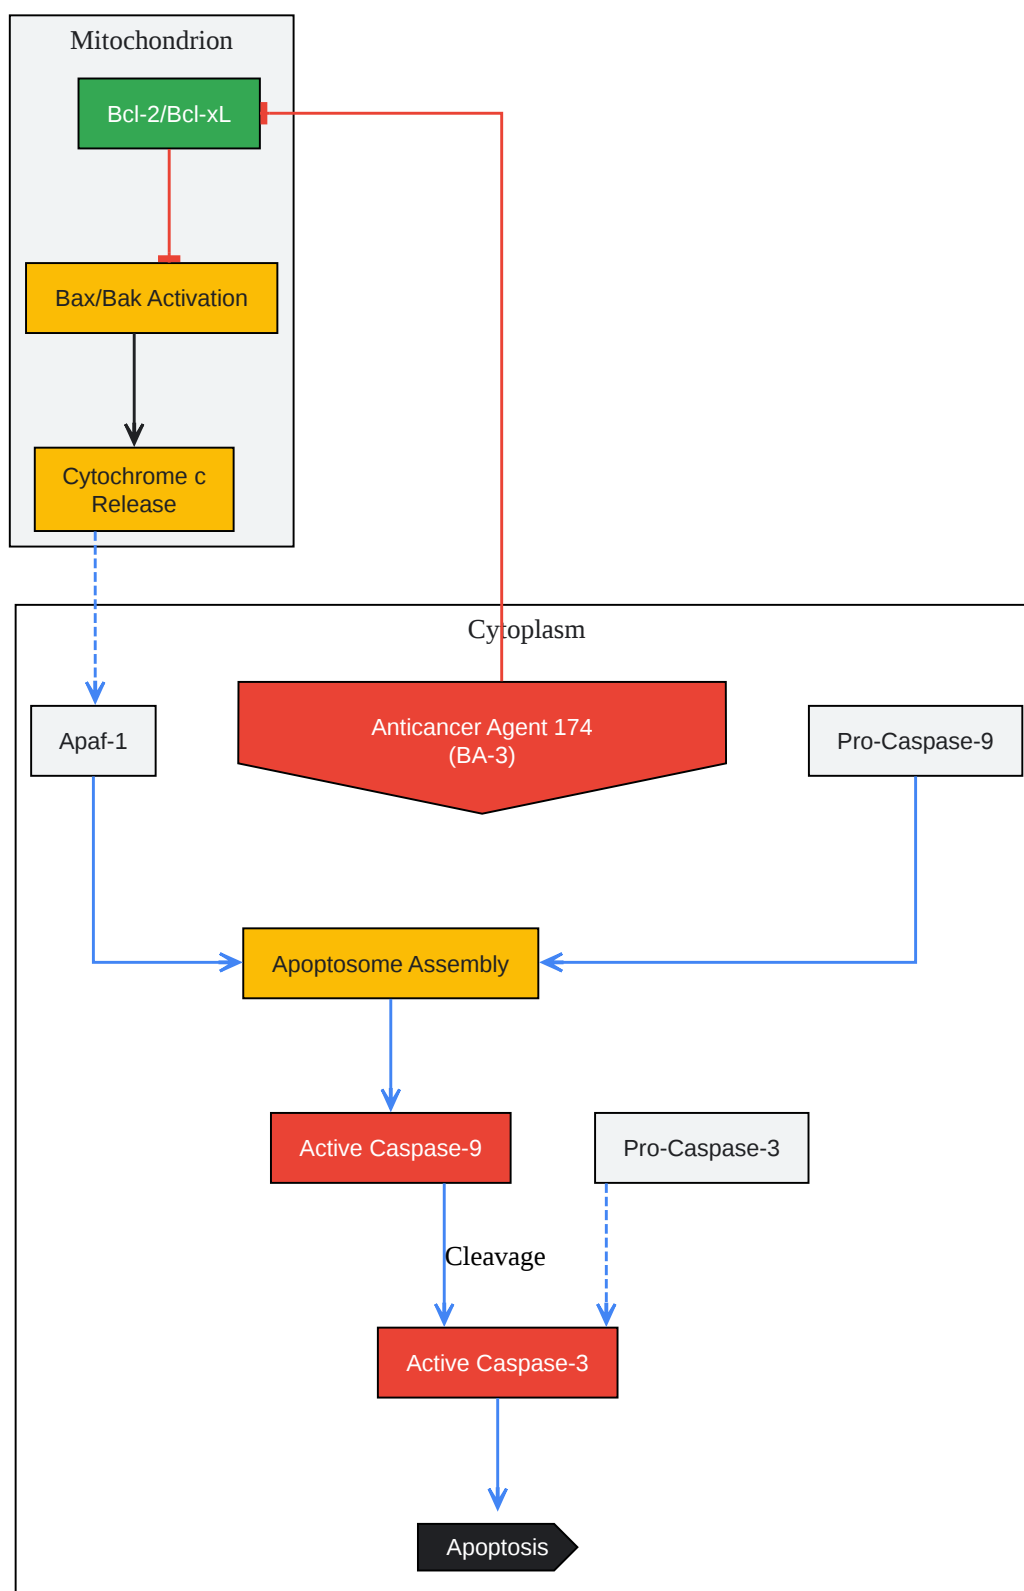 Mitochondrion
Bcl-2/Bcl-xL
Bax/Bak Activation
Cytochrome c
Release
Cytoplasm
Apaf-1
Anticancer Agent 174
(BA-3)
Pro-Caspase-9
Apoptosome Assembly
Active Caspase-9
Pro-Caspase-3
Cleavage
Active Caspase-3
Apoptosis